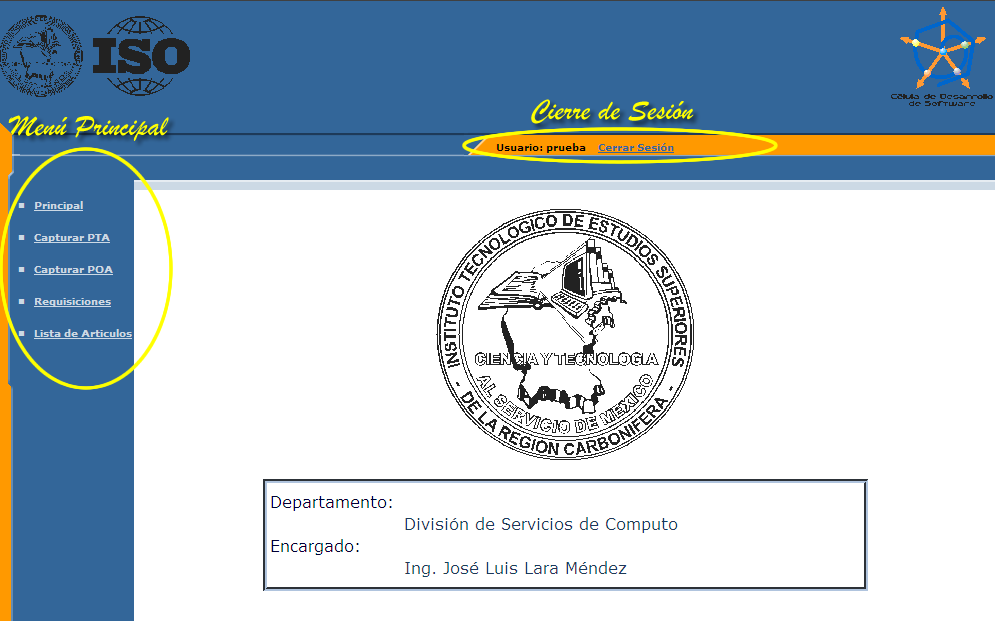 ISO
Célula de Desarrollo
de Software
Menú Principal
Cierre de Sesión
Usuario: prueba Cerrar Sesión
Principal
Capturar PTA
Capturar POA
Requisiciones
Lista de Articulos
INSTITUTO TECNOLOGICO DE ESTUDIOS SUPERIORES
- DE LA REGION CARBONIFERA -
CIENCIA Y TECNOLOGIA
AL SERVICIO DE MEXICO
Departamento:
División de Servicios de Computo
Encargado:
Ing. José Luis Lara Méndez